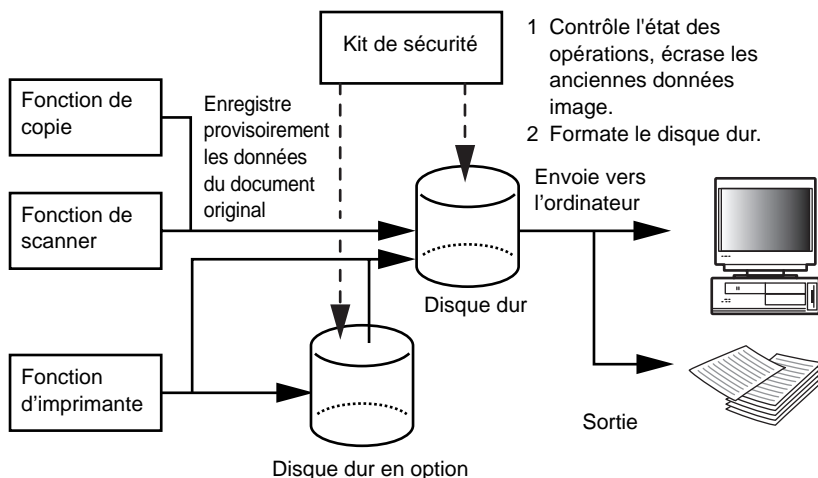 Kit de sécurité
1 Contrôle l'état des
opérations, écrase les
anciennes données
image.
2 Formate le disque dur.
Fonction de
copie
Enregistre
provisoirement
les données
du document
original
Fonction de
scanner
Envoie vers
l'ordinateur
Disque dur
Fonction
d'imprimante
Sortie
Disque dur en option